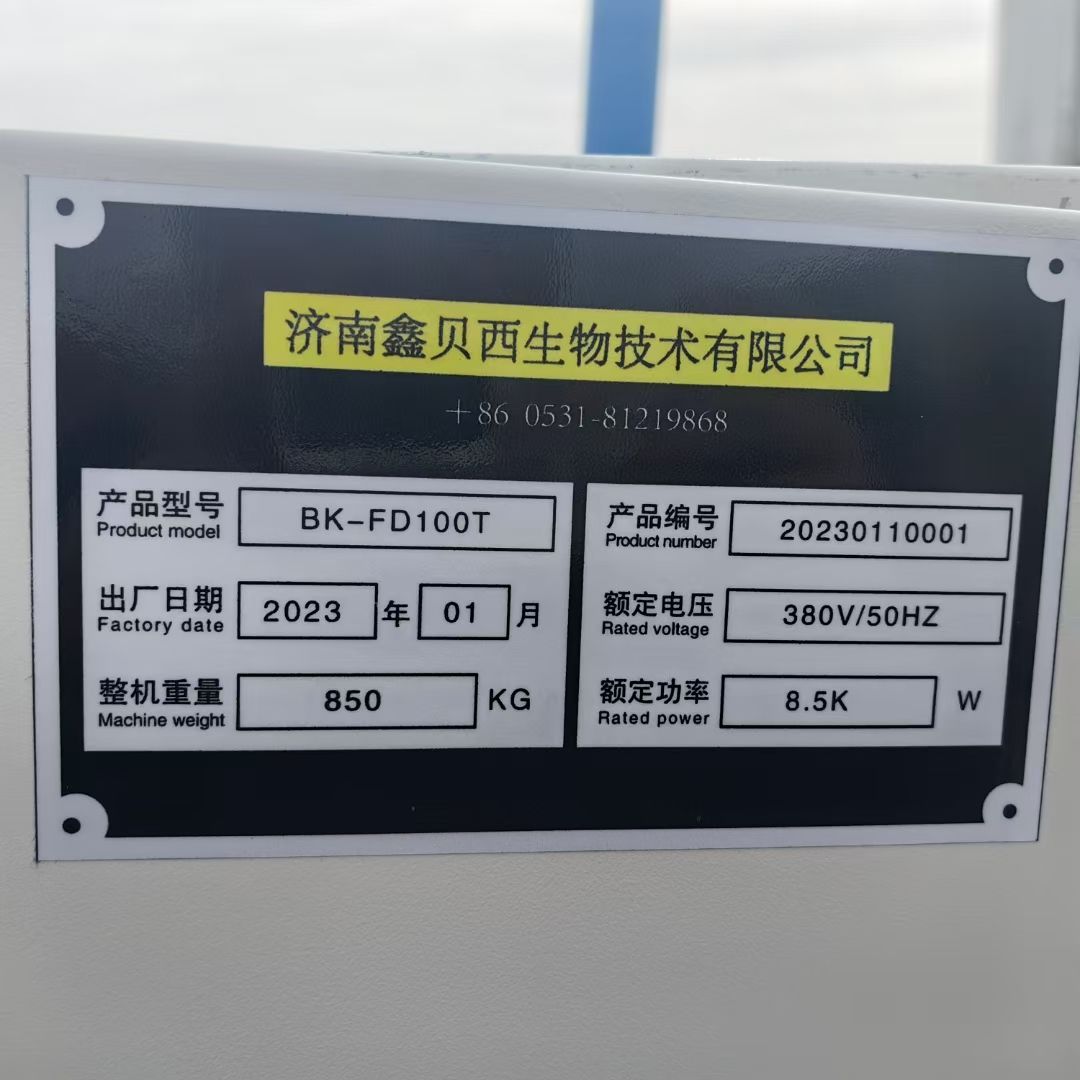 济南鑫贝西生物技术有限公司
+86 0531-81219868
产品型号 BK-FD100T
Product model
出厂日期 2023 年 01 月
Factory date
整机重量 850 KG
Machine weight
产品编号 20230110001
Product number
额定电压 380V/50HZ
Rated voltage
额定功率 8.5K W
Rated power